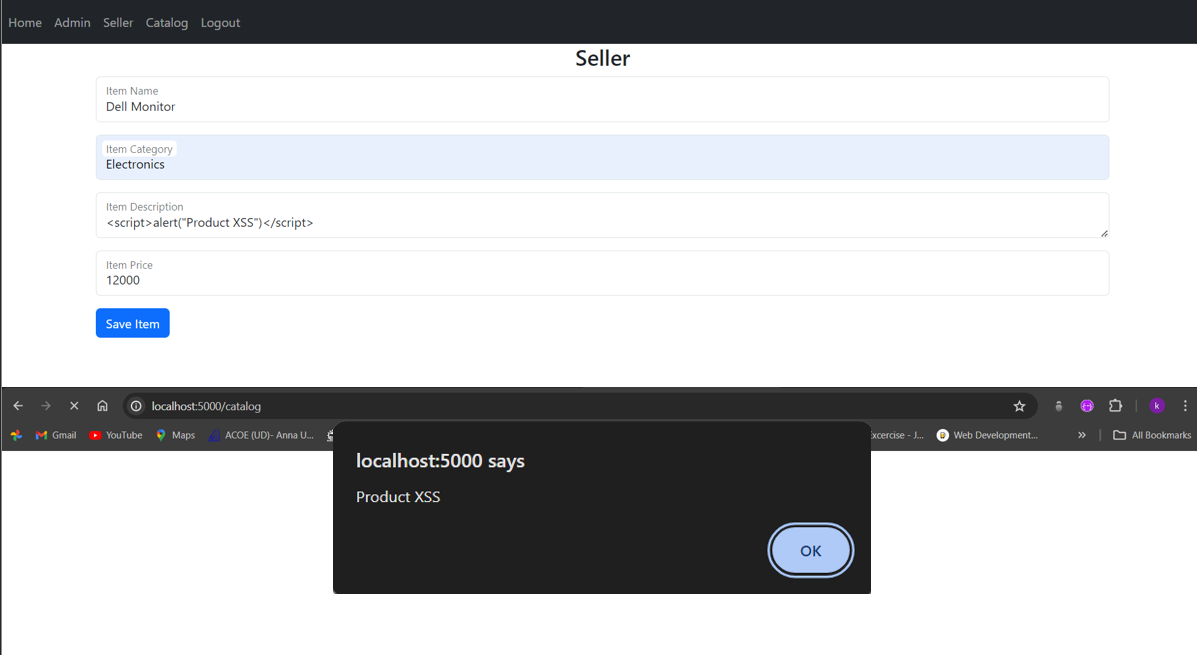 Home Admin Seller Catalog Logout
Seller
Item Name
Dell Monitor
Item Category
Electronics
Item Description
<script>alert("Product XSS")</script>
Item Price
12000
Save Item
localhost:5000/catalog
k
Gmail YouTube Maps ACOE (UD)- Anna U... Excercise - J... Web Development... » All Bookmarks
localhost:5000 says
Product XSS
OK